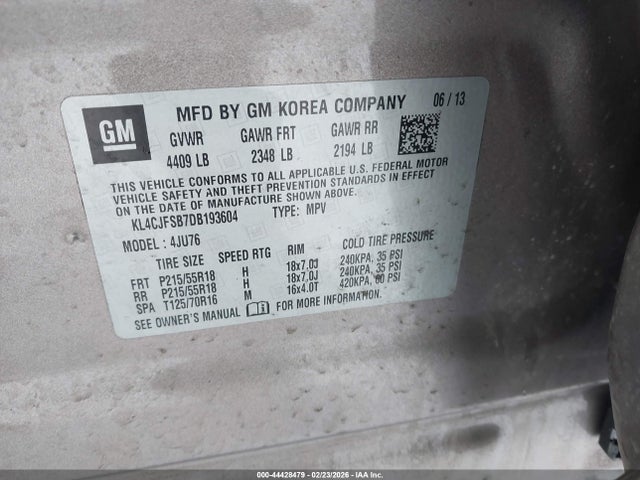 GM
MFD BY GM KOREA COMPANY 06 / 13
GVWR GAWR FRT GAWR RR
4409 LB 2348 LB 2194 LB
THIS VEHICLE CONFORMS TO ALL APPLICABLE U.S. FEDERAL MOTOR
VEHICLE SAFETY AND THEFT PREVENTION STANDARDS IN EFFECT
ON THE DATE OF MANUFACTURE SHOWN ABOVE.
KL4CJFSB7DB193604 TYPE: MPV
MODEL : 4JU76
TIRE SIZE SPEED RTG RIM COLD TIRE PRESSURE
FRT P215/55R18 H 18x7.0J 240KPA, 35 PSI
RR P215/55R18 H 18x7.0J 240KPA, 35 PSI
SPA T125/70R16 M 16x4.0T 420KPA, 60 PSI
SEE OWNER'S MANUAL i FOR MORE INFORMATION.
000-44428479 - 02/23/2026 - IAA Inc.